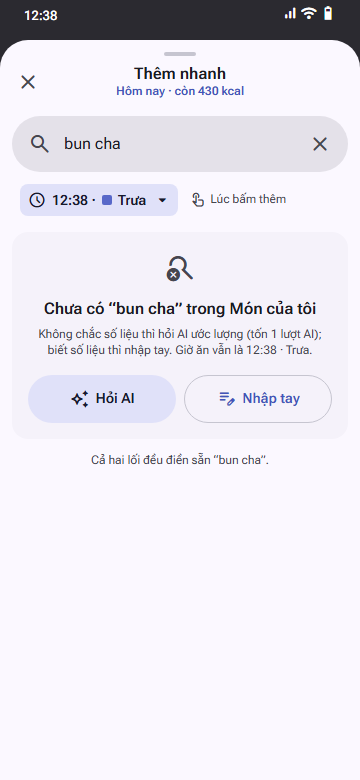 12:38
Thêm nhanh
Hôm nay · còn 430 kcal
bun cha
12:38 · Trưa
Lúc bấm thêm
Chưa có “bun cha” trong Món của tôi
Không chắc số liệu thì hỏi AI ước lượng (tốn 1 lượt AI);
biết số liệu thì nhập tay. Giờ ăn vẫn là 12:38 · Trưa.
Hỏi AI
Nhập tay
Cả hai lối đều điền sẵn “bun cha”.